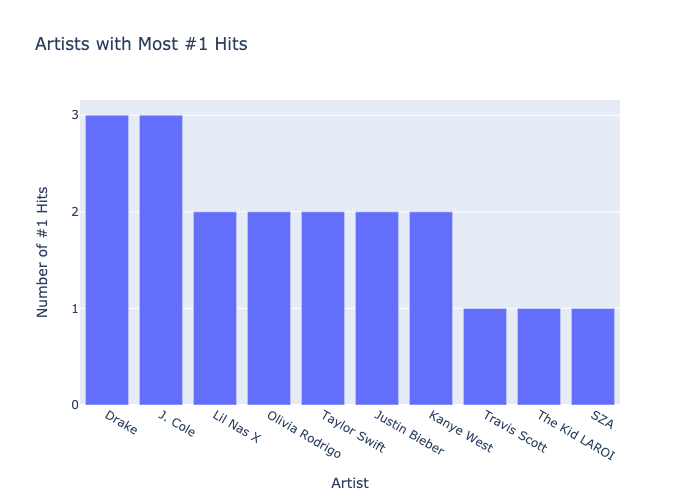 Artists with Most #1 Hits
Number of #1 Hits
3
2
1
0
Drake
J. Cole
Lil Nas X
Olivia Rodrigo
Taylor Swift
Justin Bieber
Kanye West
Travis Scott
The Kid LAROI
SZA
Artist